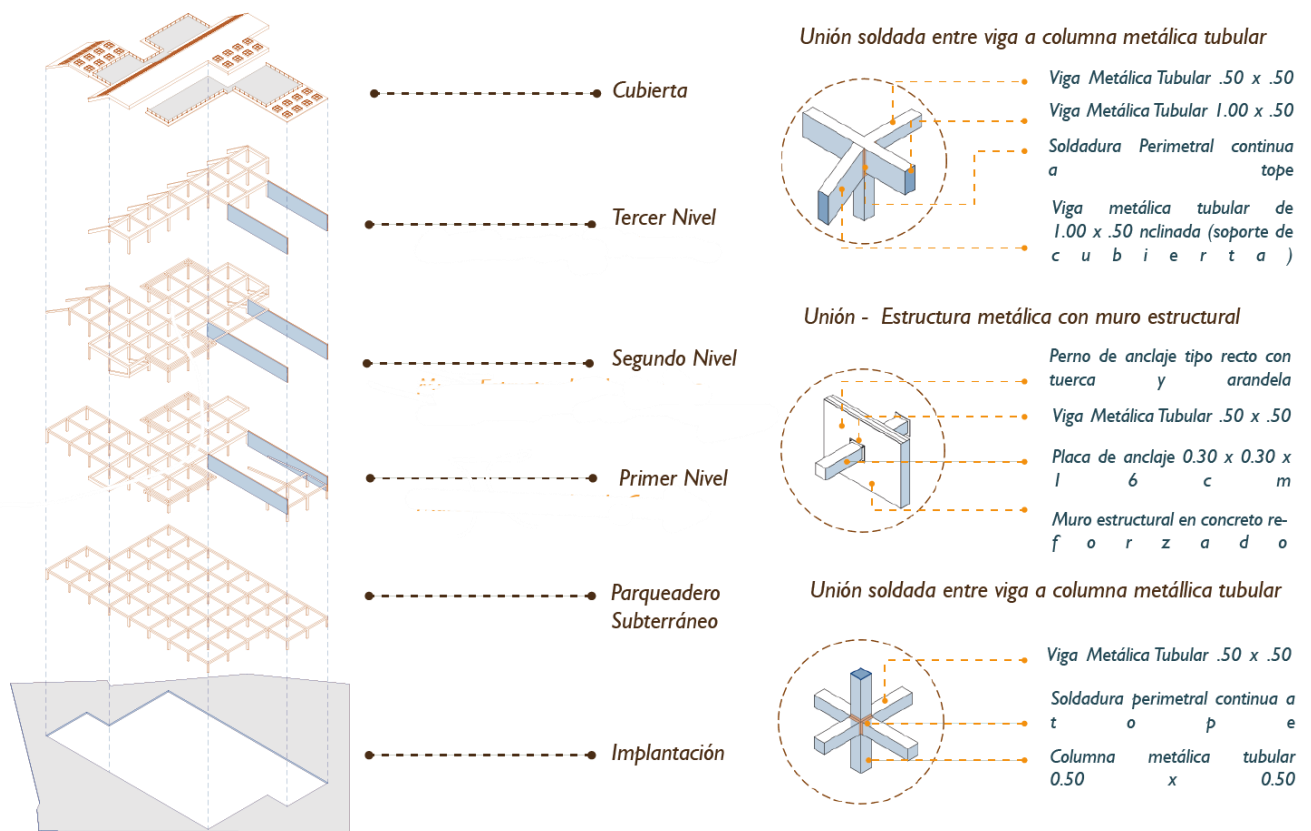 Cubierta
Tercer Nivel
Segundo Nivel
Primer Nivel
Parqueadero
Subterráneo
Implantación
Unión soldada entre viga a columna metálica tubular
Viga Metálica Tubular .50 x .50
Viga Metálica Tubular 1.00 x .50
Soldadura Perimetral continua
a tope
Viga metálica tubular de
1.00 x .50 nclinada (soporte de
cubierta)
Unión - Estructura metálica con muro estructural
Perno de anclaje tipo recto con
tuerca y arandela
Viga Metálica Tubular .50 x .50
Placa de anclaje 0.30 x 0.30 x
16cm
Muro estructural en concreto re-
forzado
Unión soldada entre viga a columna metállica tubular
Viga Metálica Tubular .50 x .50
Soldadura perimetral continua a
tope
Columna metálica tubular
0.50 x 0.50